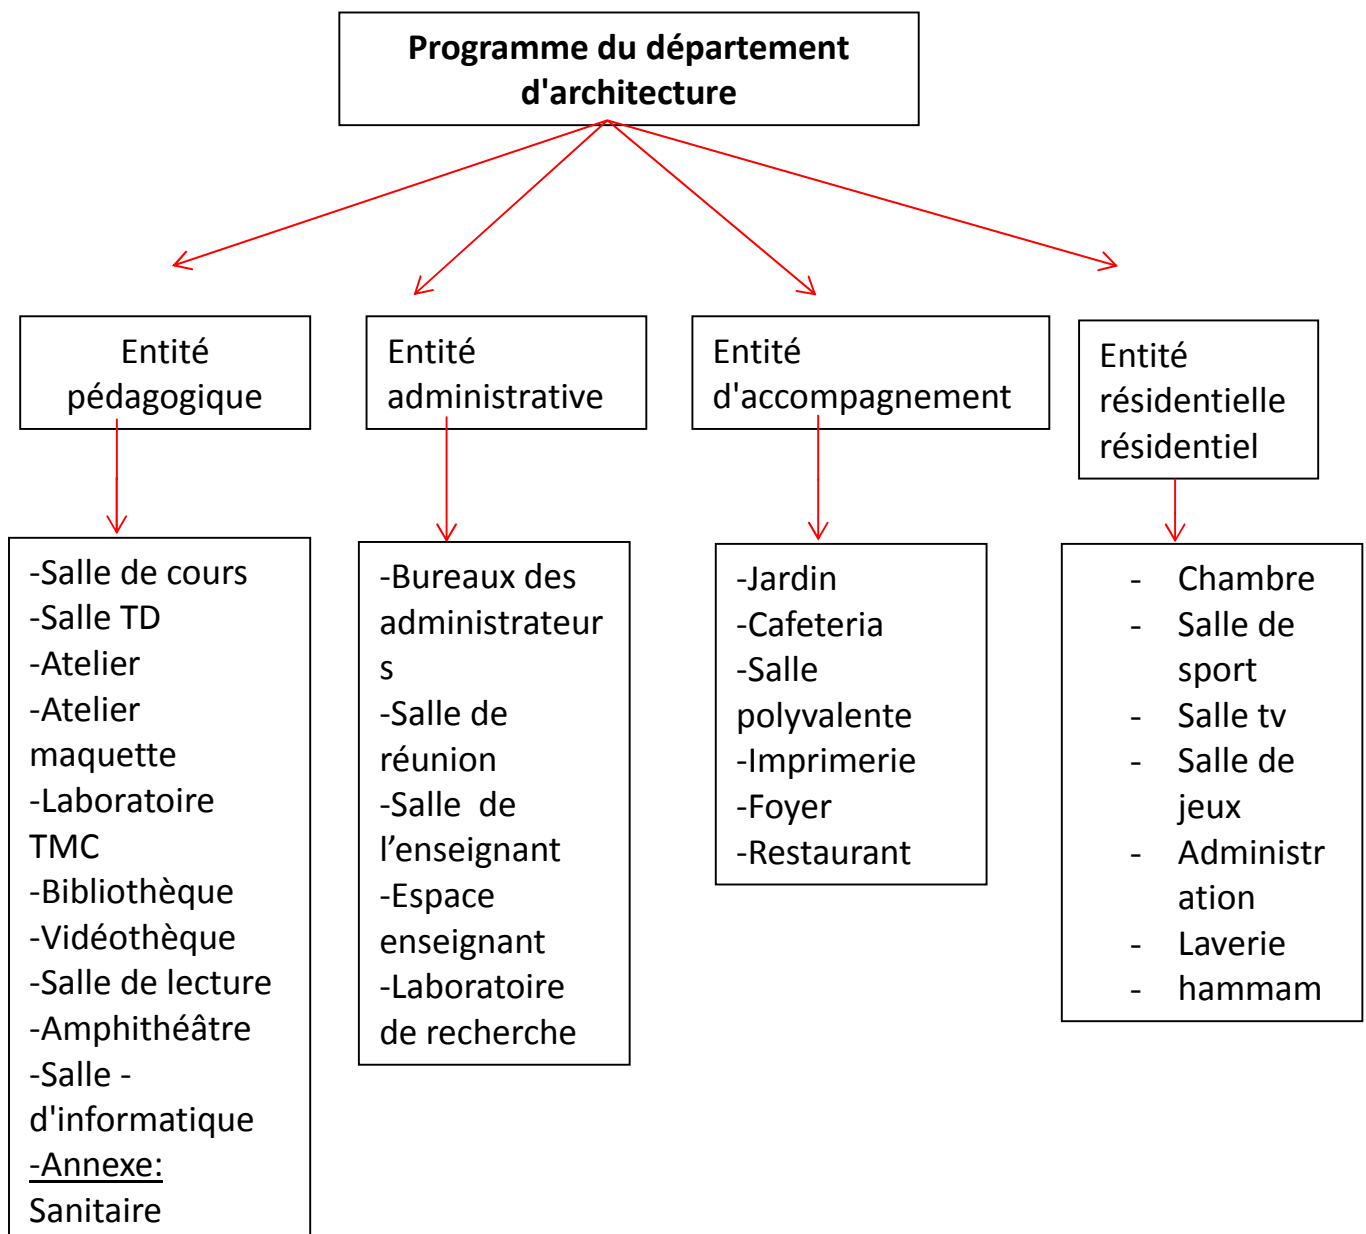 Programme du département
d'architecture
Entité
pédagogique
Entité
administrative
Entité
d'accompagnement
Entité
résidentielle
résidentiel
-Salle de cours
-Salle TD
-Atelier
-Atelier
maquette
-Laboratoire
TMC
-Bibliothèque
-Vidéothèque
-Salle de lecture
-Amphithéâtre
-Salle -
d'informatique
-Annexe:
Sanitaire
-Bureaux des
administrateur
s
-Salle de
réunion
-Salle  de
l’enseignant
-Espace
enseignant
-Laboratoire
de recherche
-Jardin
-Cafeteria
-Salle
polyvalente
-Imprimerie
-Foyer
-Restaurant
- Chambre
- Salle de
sport
- Salle tv
- Salle de
jeux
- Administr
ation
- Laverie
- hammam